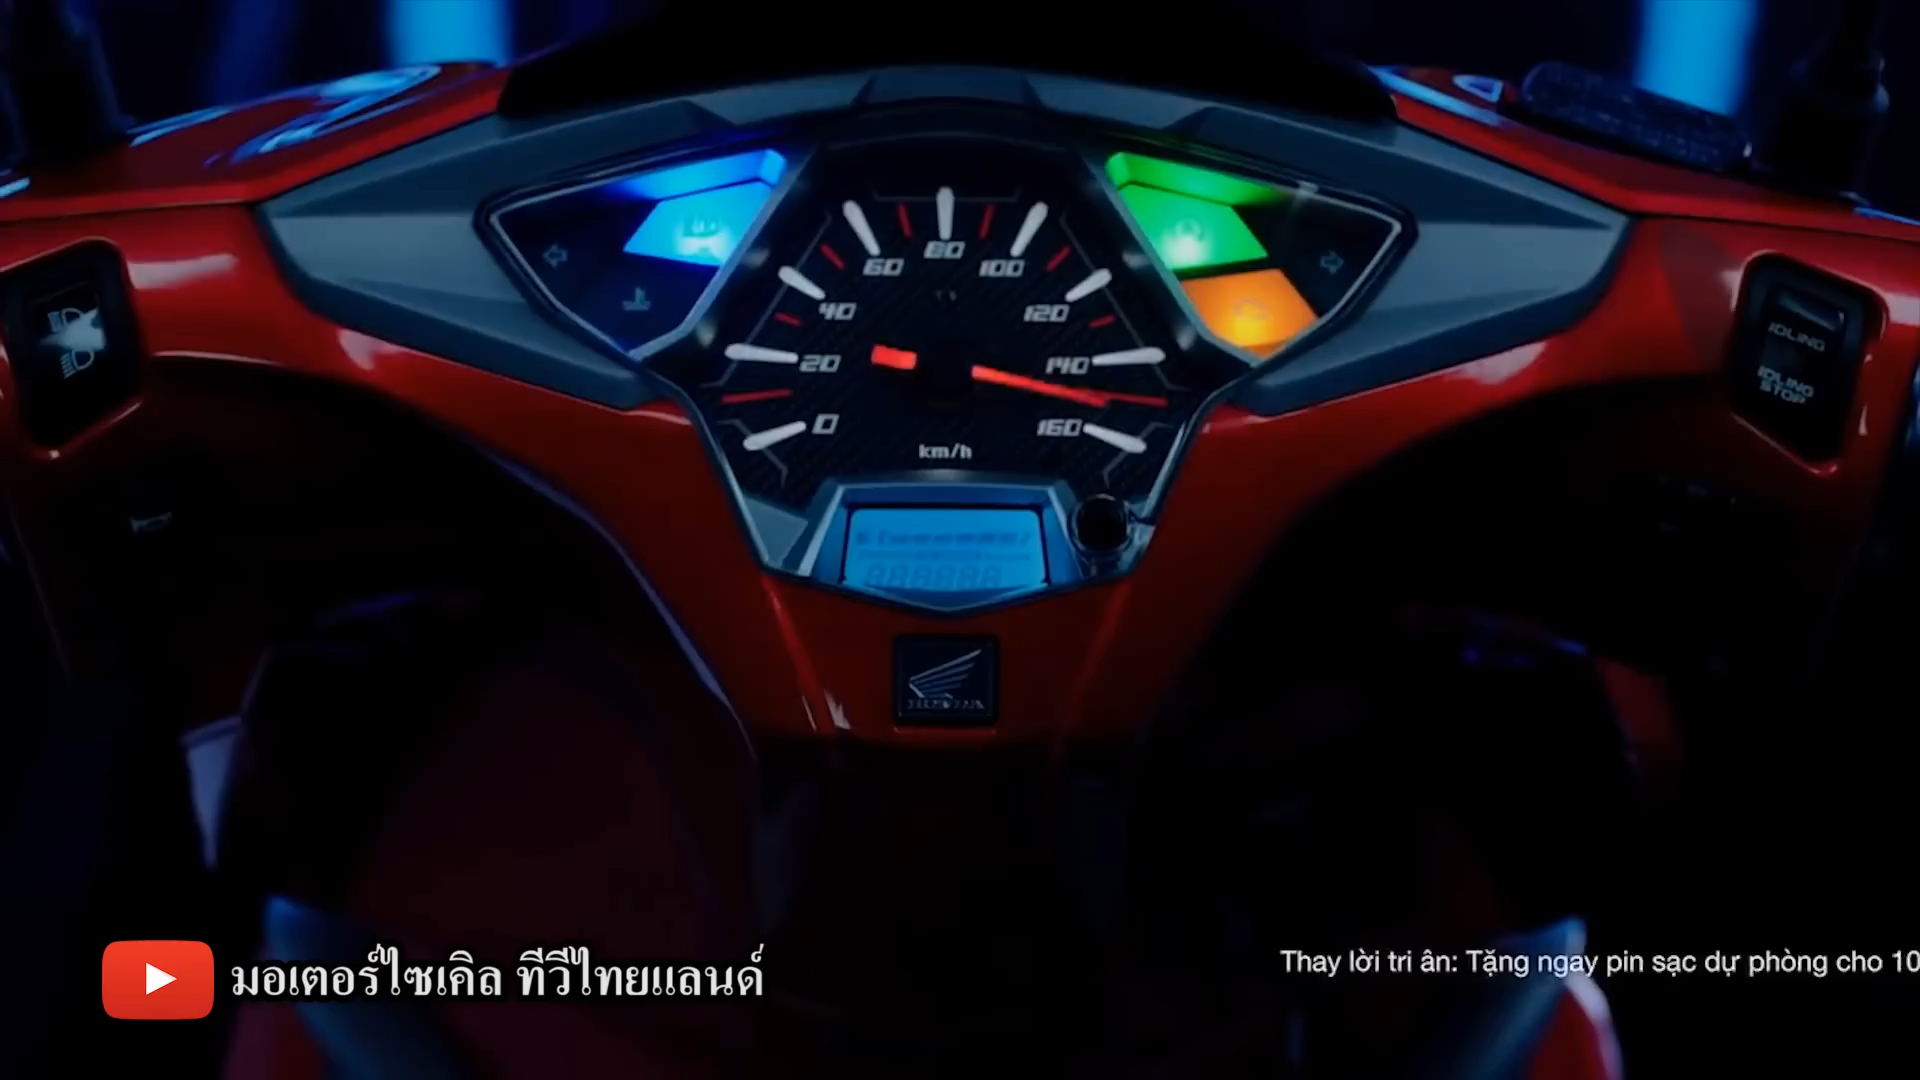 80
60 100
40 120
20 140
0 160
km/h
IDLING
IDLING
STOP
HONDA
มอเตอร์ไซเคิล ทีวีไทยแลนด์
Thay lời tri ân: Tặng ngay pin sạc dự phòng cho 10